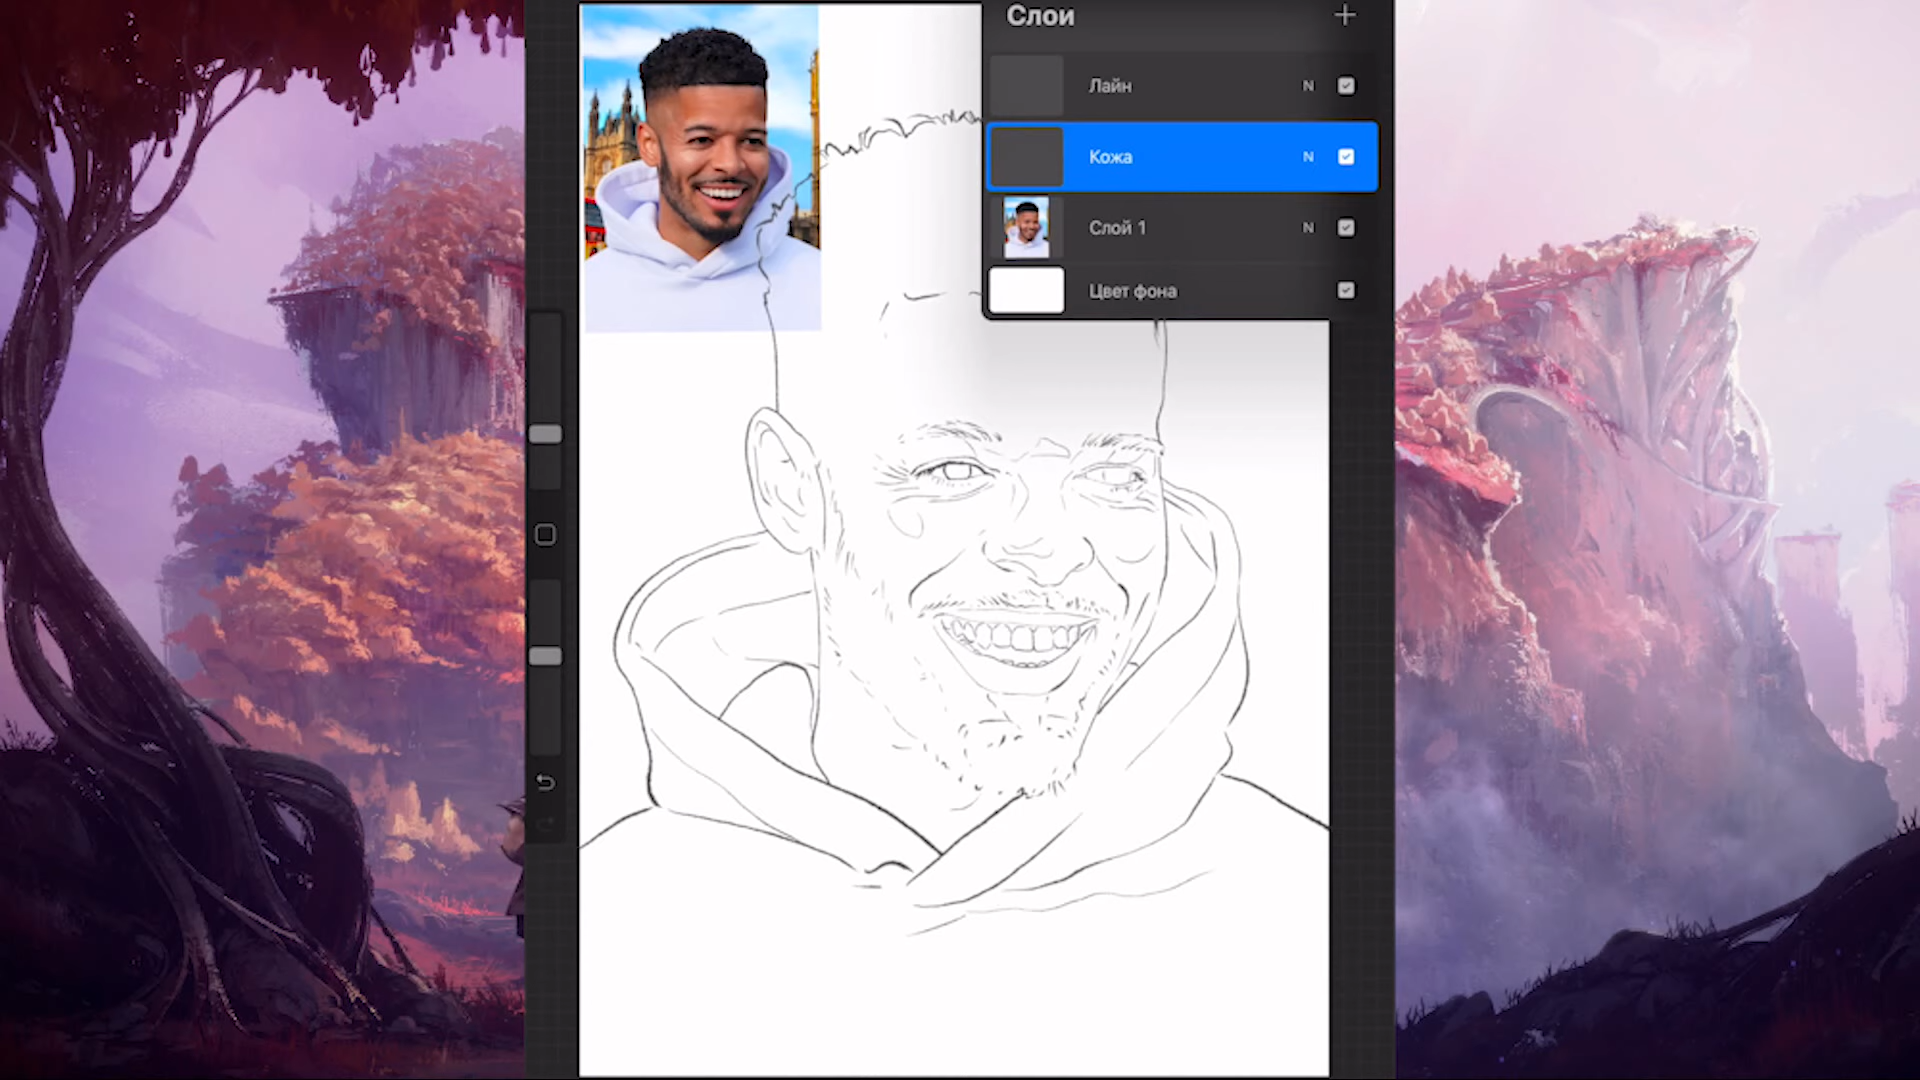 Слои
Лайн N
Кожа N
Слой 1 N
Цвет фона